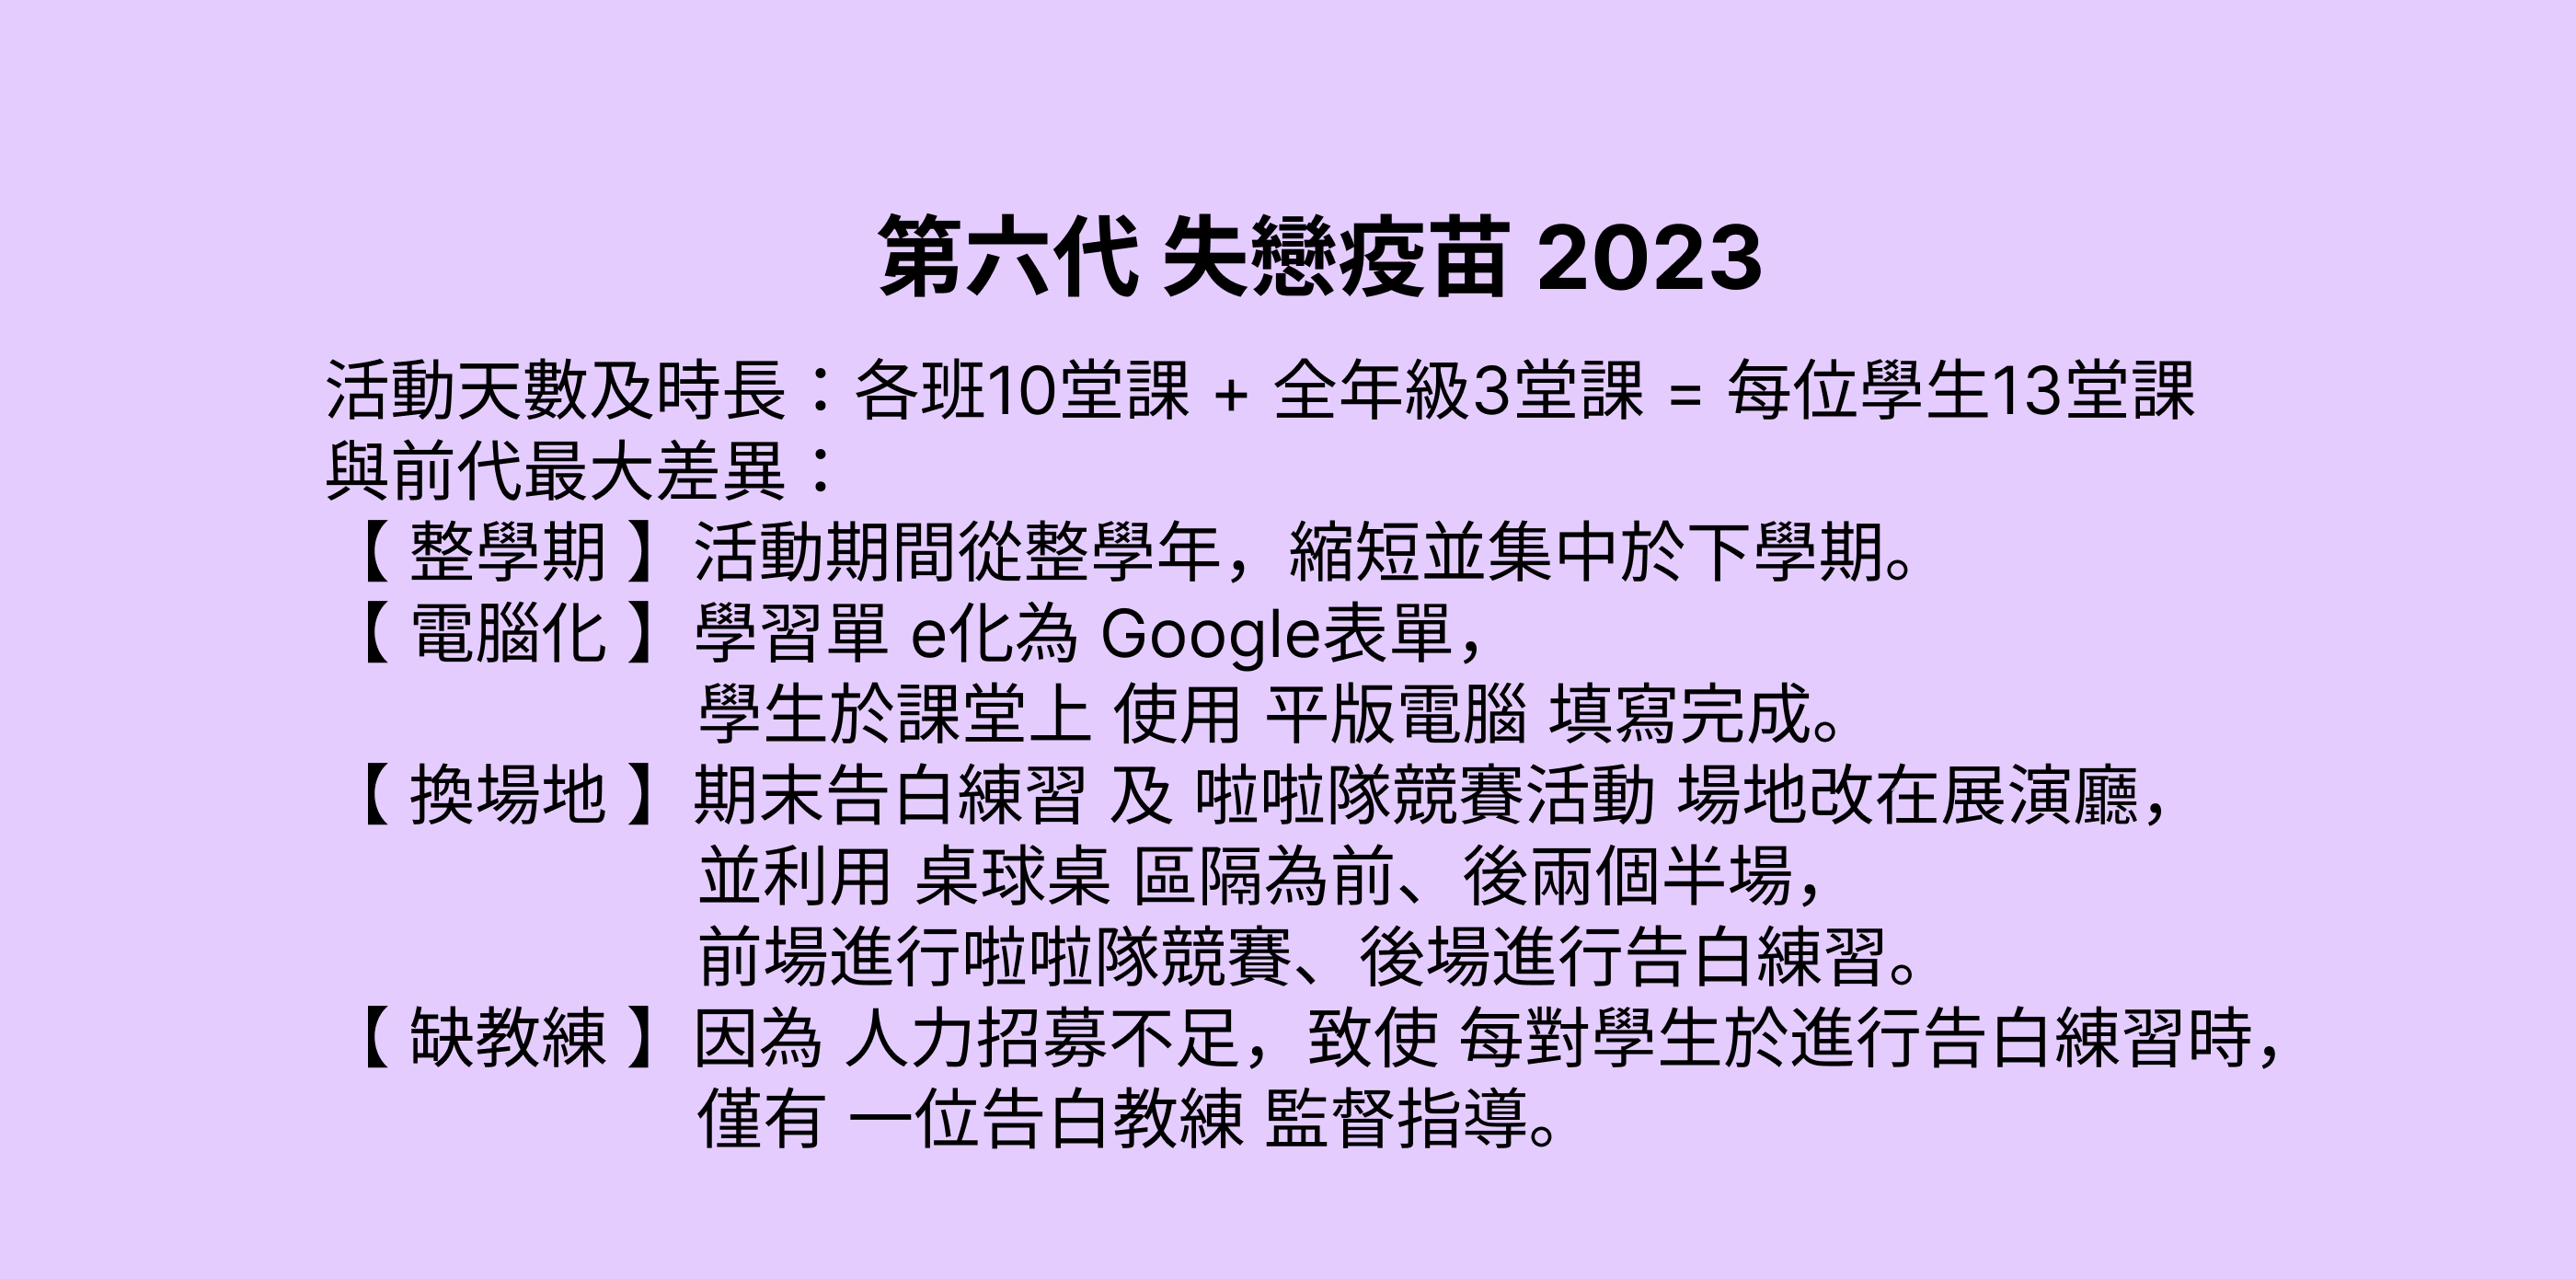 第六代 失戀疫苗 2023
活動天數及時長：各班10堂課 + 全年級3堂課 = 每位學生13堂課
與前代最大差異：
【 整學期 】 活動期間從整學年，縮短並集中於下學期。
【 電腦化 】 學習單 e化為 Google表單，
學生於課堂上 使用 平版電腦 填寫完成。
【 換場地 】 期末告白練習 及 啦啦隊競賽活動 場地改在展演廳，
並利用 桌球桌 區隔為前、後兩個半場，
前場進行啦啦隊競賽、後場進行告白練習。
【 缺教練 】 因為 人力招募不足，致使 每對學生於進行告白練習時，
僅有 一位告白教練 監督指導。